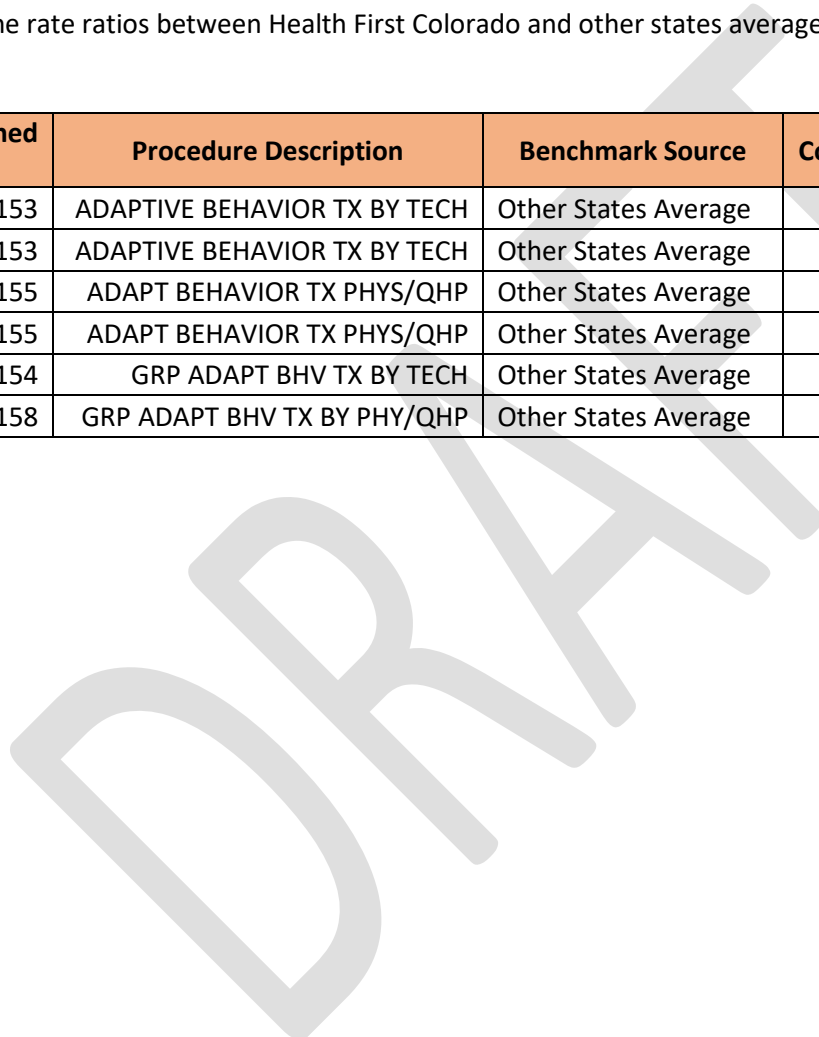 ne rate ratios between Health First Colorado and other states average
ned Procedure Description Benchmark Source Co
153 ADAPTIVE BEHAVIOR TX BY TECH Other States Average
153 ADAPTIVE BEHAVIOR TX BY TECH Other States Average
155 ADAPT BEHAVIOR TX PHYS/QHP Other States Average
155 ADAPT BEHAVIOR TX PHYS/QHP Other States Average
154 GRP ADAPT BHV TX BY TECH Other States Average
158 GRP ADAPT BHV TX BY PHY/QHP Other States Average
DRAFT